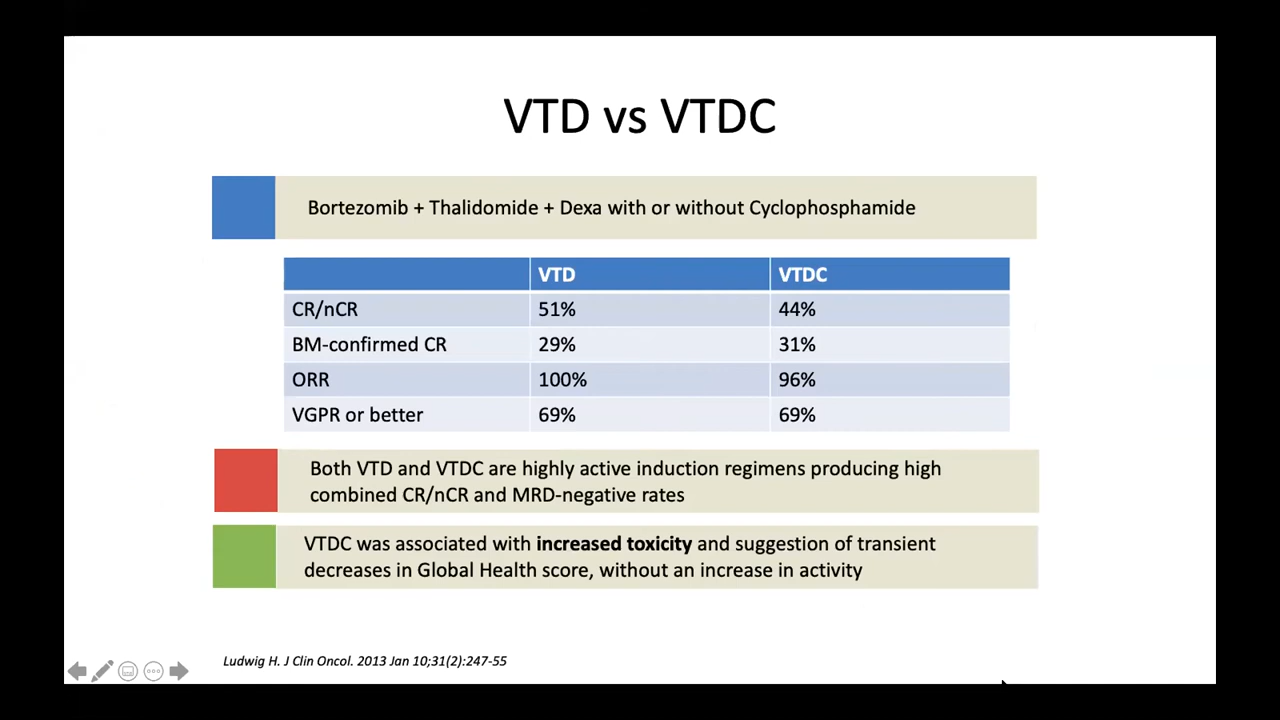 VTD vs VTDC
Bortezomib + Thalidomide + Dexa with or without Cyclophosphamide
VTD VTDC
CR/nCR 51% 44%
BM-confirmed CR 29% 31%
ORR 100% 96%
VGPR or better 69% 69%
Both VTD and VTDC are highly active induction regimens producing high
combined CR/nCR and MRD-negative rates
VTDC was associated with increased toxicity and suggestion of transient
decreases in Global Health score, without an increase in activity
Ludwig H. J Clin Oncol. 2013 Jan 10;31(2):247-55